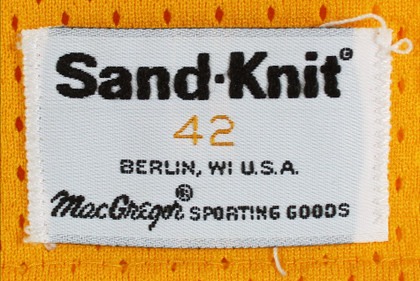 Sand·Knit®
42
BERLIN, WI U.S.A.
MacGregor® SPORTING GOODS